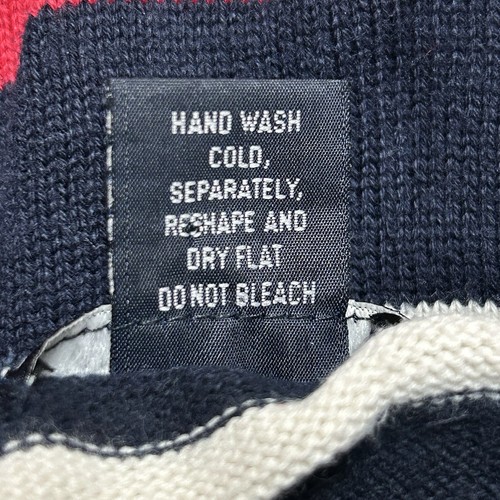 HAND WASH
COLD,
SEPARATELY,
RESHAPE AND
DRY FLAT
DO NOT BLEACH